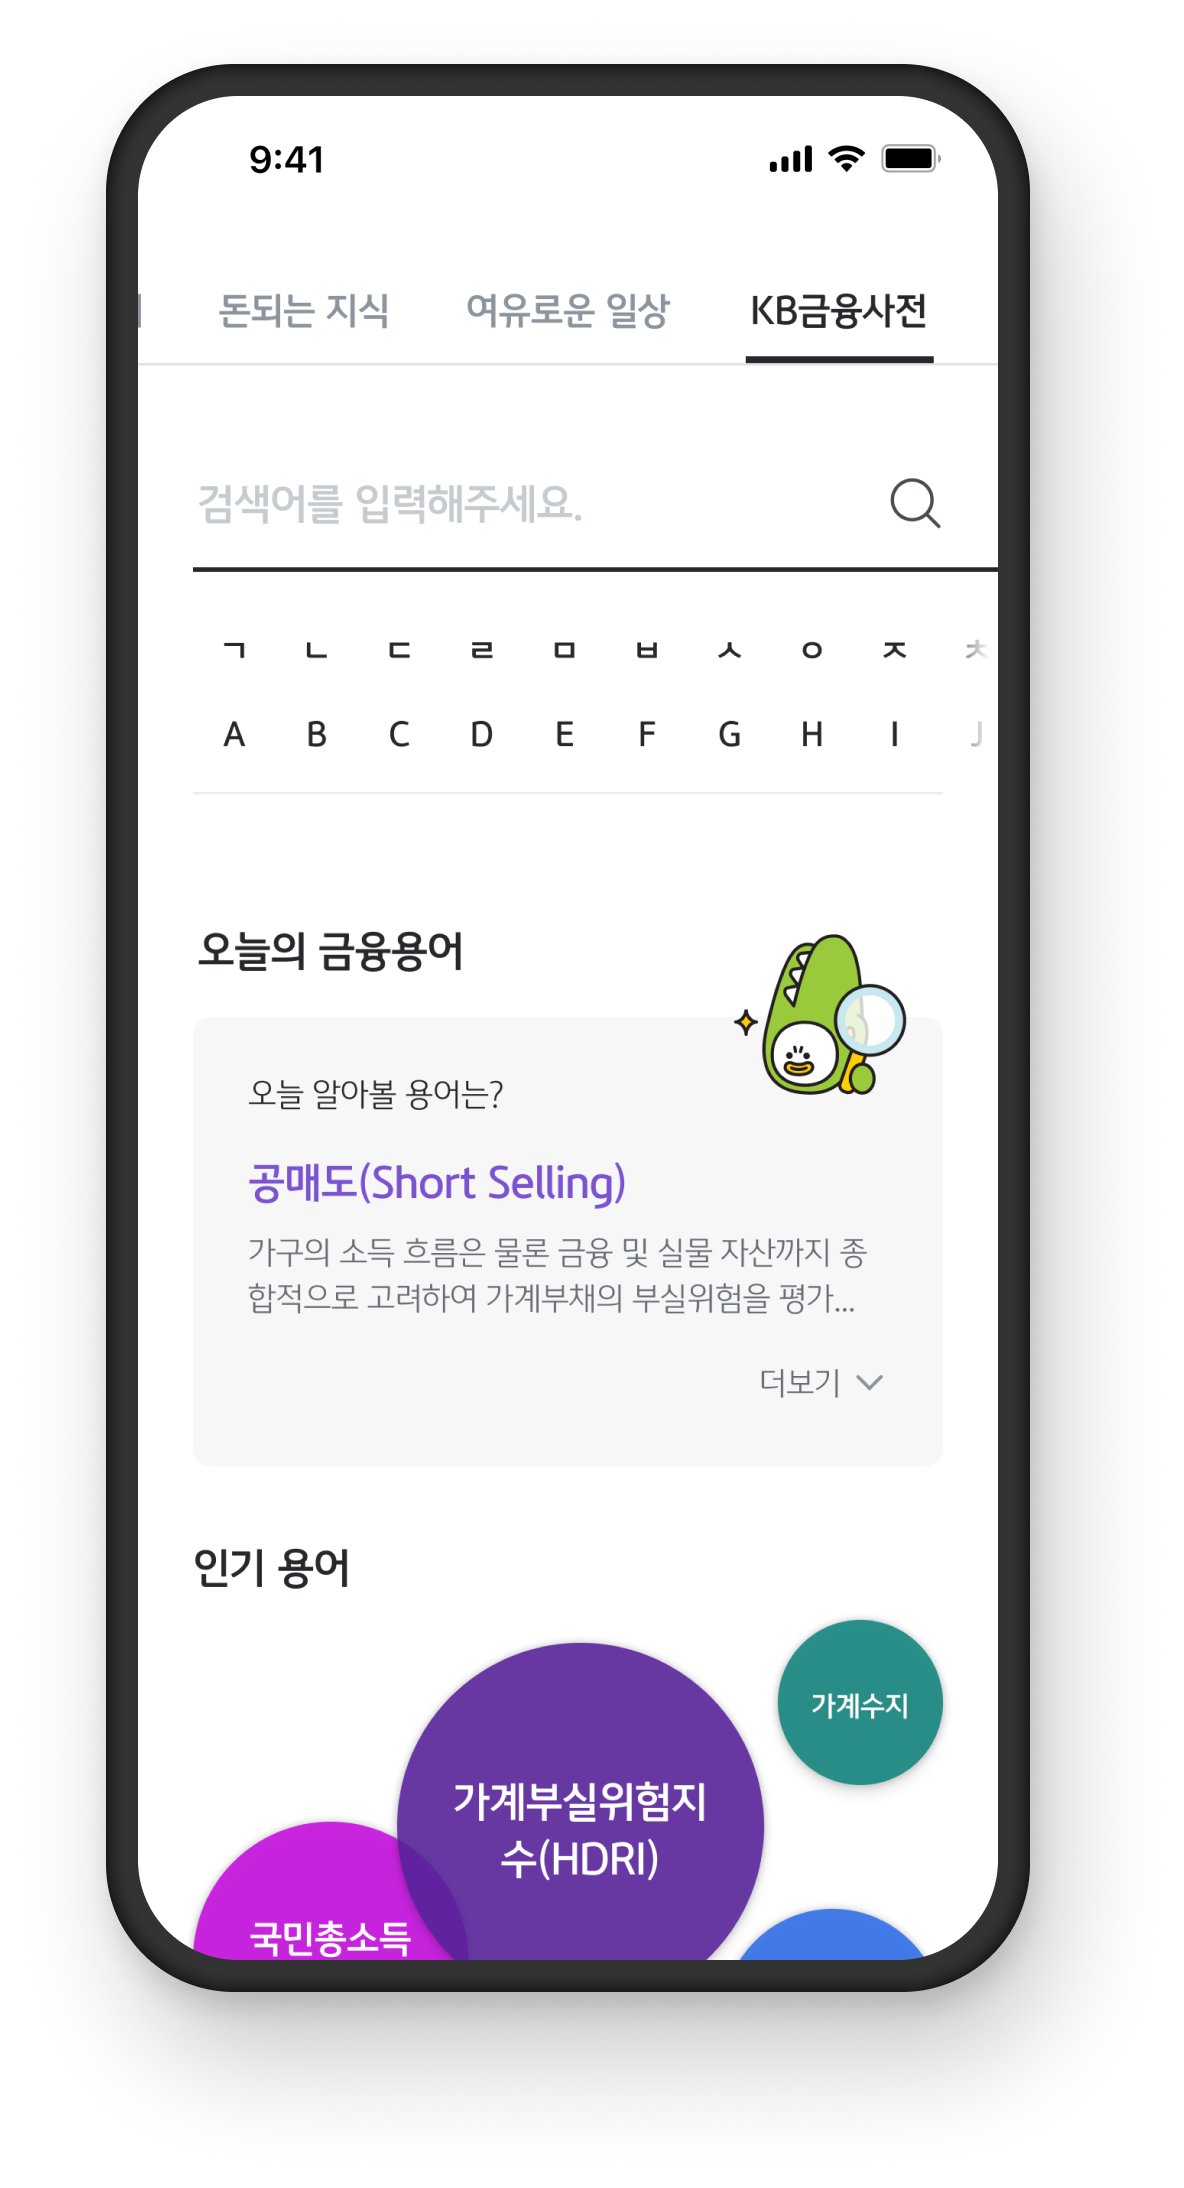 9:41
돈되는 지식 여유로운 일상 KB금융사전
검색어를 입력해주세요.
ㄱ ㄴ ㄷ ㄹ ㅁ ㅂ ㅅ ㅇ ㅈ ㅊ
A B C D E F G H I J
오늘의 금융용어
오늘 알아볼 용어는?
공매도(Short Selling)
가구의 소득 흐름은 물론 금융 및 실물 자산까지 종
합적으로 고려하여 가계부채의 부실위험을 평가...
더보기
인기 용어
가계수지
가계부실위험지
수(HDRI)
국민총소득